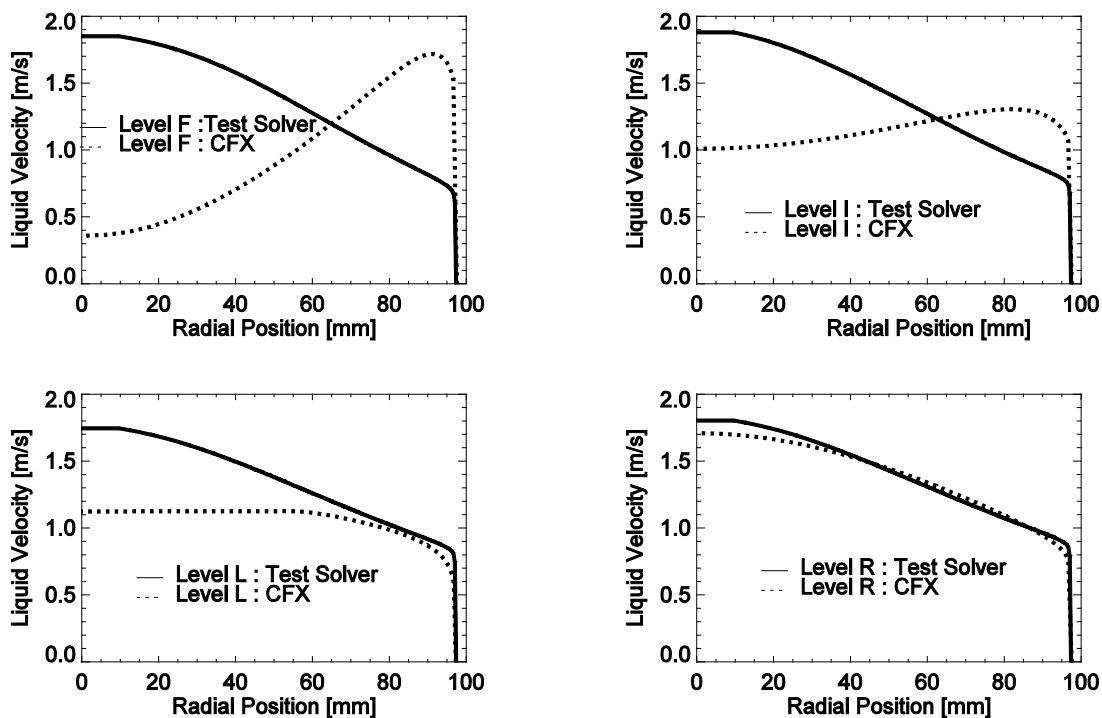 Liquid Velocity [m/s]
2.0
1.5
1.0
0.5
0.0
Level F :Test Solver
Level F : CFX
0 20 40 60 80 100
Radial Position [mm]
Liquid Velocity [m/s]
2.0
1.5
1.0
0.5
0.0
Level I : Test Solver
Level I : CFX
0 20 40 60 80 100
Radial Position [mm]
Liquid Velocity [m/s]
2.0
1.5
1.0
0.5
0.0
Level L : Test Solver
Level L : CFX
0 20 40 60 80 100
Radial Position [mm]
Liquid Velocity [m/s]
2.0
1.5
1.0
0.5
0.0
Level R : Test Solver
Level R : CFX
0 20 40 60 80 100
Radial Position [mm]